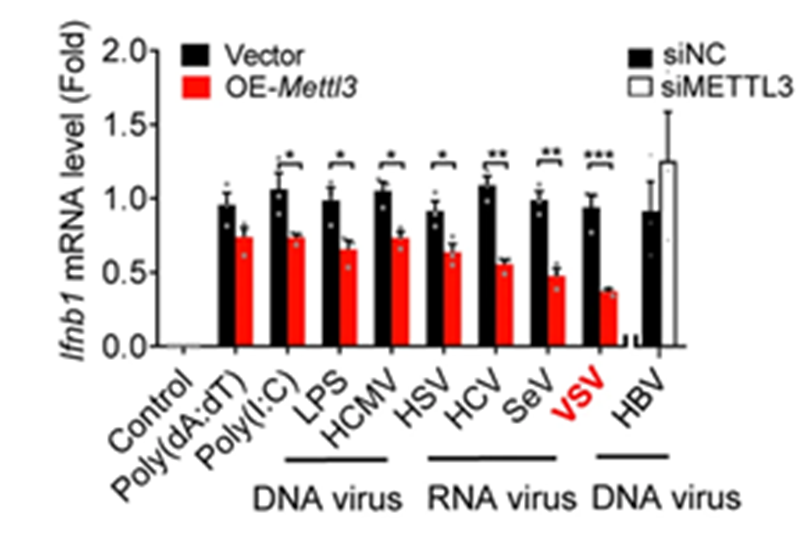 Ifnb1 mRNA level (Fold)
2.0
1.5
1.0
0.5
0.0
Vector
OE-Mettl3
siNC
siMETTL3
*
*
*
*
**
**
***
Control
Poly(dA:dT)
Poly(I:C)
LPS
HCMV
HSV
HCV
SeV
VSV
HBV
DNA virus
RNA virus
DNA virus